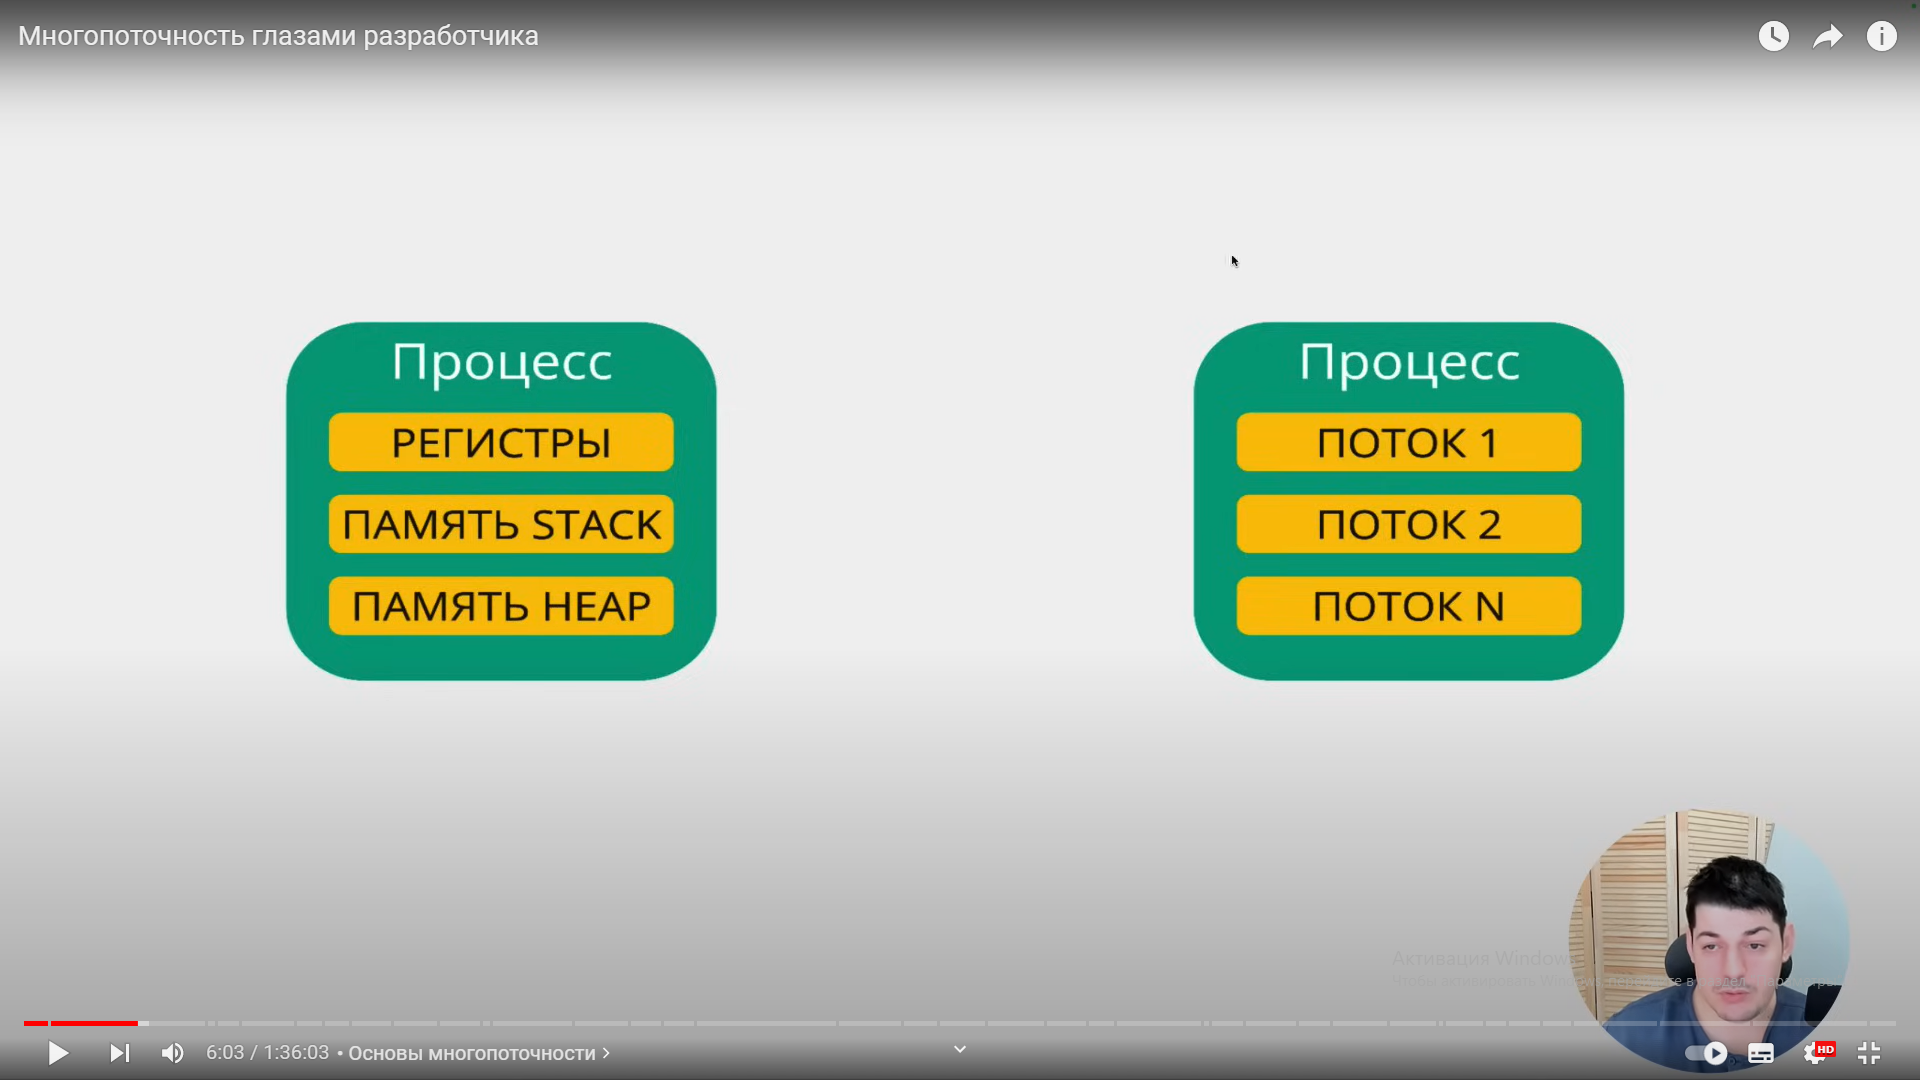 Многопоточность глазами разработчика
Процесс
РЕГИСТРЫ
ПАМЯТЬ STACK
ПАМЯТЬ HEAP
Процесс
ПОТОК 1
ПОТОК 2
ПОТОК N
Активация Windows
6:03 / 1:36:03 • Основы многопоточности
HD